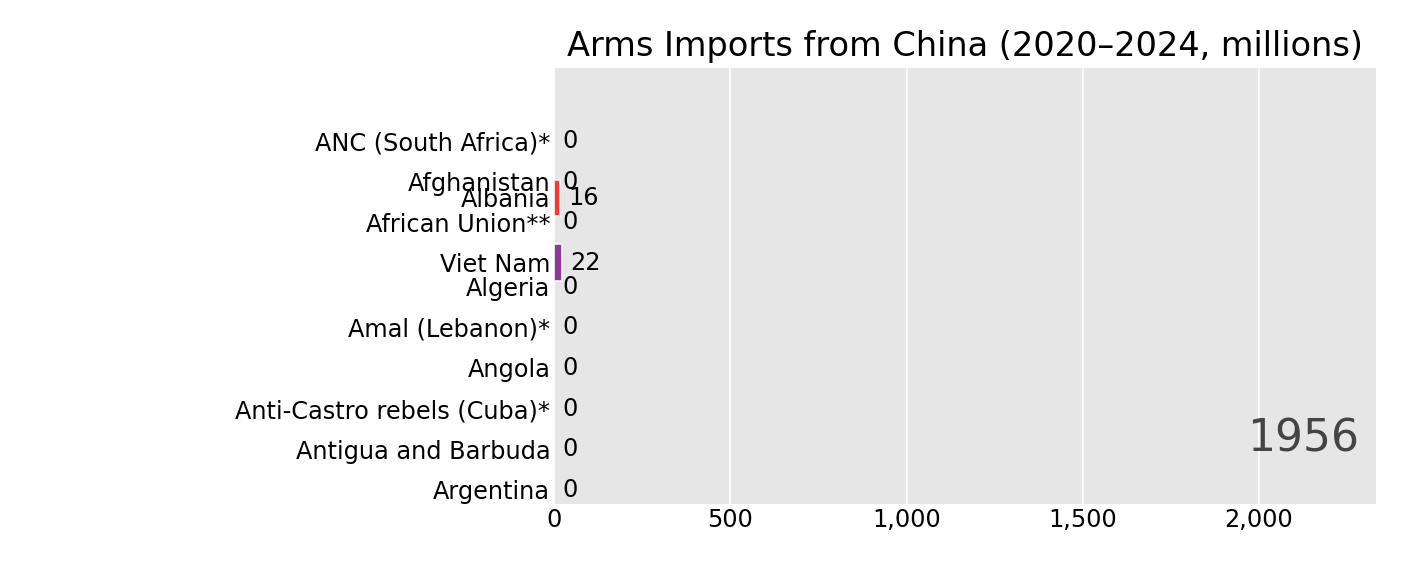 Arms Imports from China (2020–2024, millions)
ANC (South Africa)* 0
Afghanistan 0
Albania 16
African Union** 0
Viet Nam 22
Algeria 0
Amal (Lebanon)* 0
Angola 0
Anti-Castro rebels (Cuba)* 0
1956
Antigua and Barbuda 0
Argentina 0
0 500 1,000 1,500 2,000